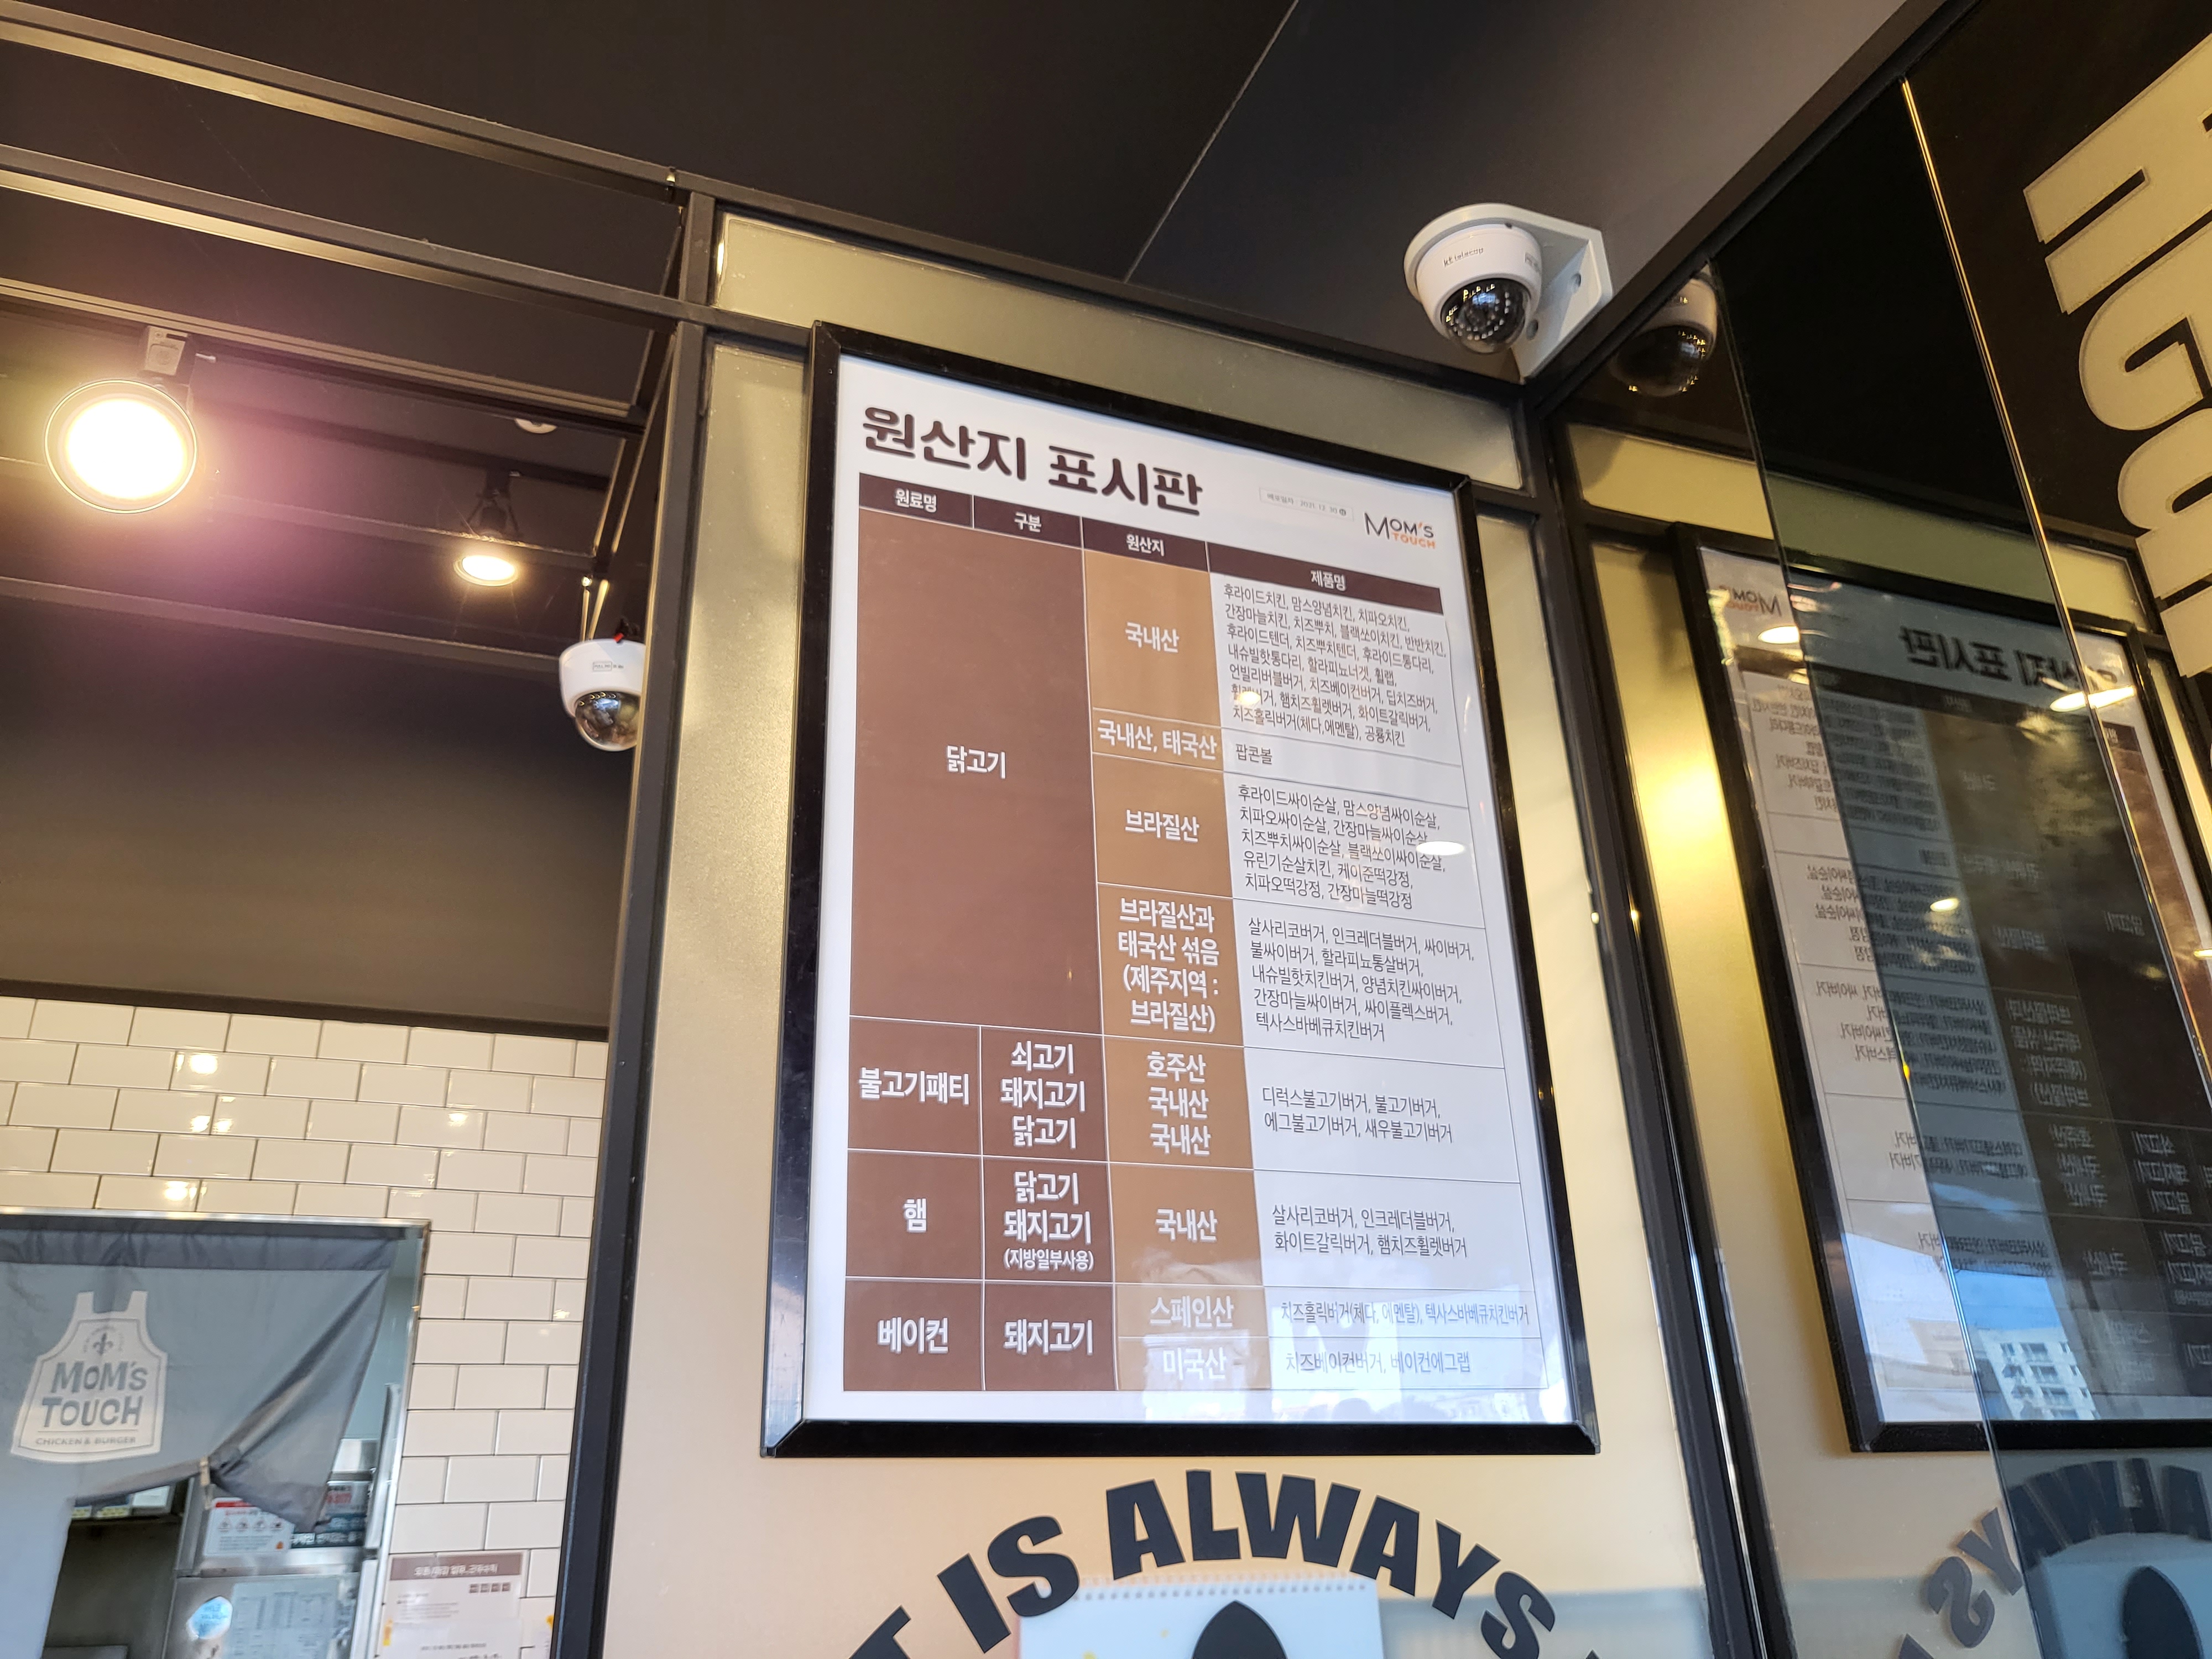 원산지 표시판
배포일자 : 2021. 12. 30
MOM'S
TOUCH
원료명
구분
원산지
제품명
닭고기
국내산
후라이드치킨, 맘스양념치킨, 치파오치킨,
간장마늘치킨, 치즈뿌치, 블랙쏘이치킨, 반반치킨,
후라이드텐더, 치즈뿌치텐더, 후라이드통다리,
내슈빌핫통다리, 할라피뇨너겟, 휠랩,
언빌리버블버거, 치즈베이컨버거, 딥치즈버거,
휠렛버거, 햄치즈휠렛버거, 화이트갈릭버거,
치즈홀릭버거(체다,에멘탈), 공룡치킨
국내산, 태국산
팝콘볼
브라질산
후라이드싸이순살, 맘스양념싸이순살,
치파오싸이순살, 간장마늘싸이순살,
치즈뿌치싸이순살, 블랙쏘이싸이순살,
유린기순살치킨, 케이준떡강정,
치파오떡강정, 간장마늘떡강정
브라질산과
태국산 섞음
(제주지역 :
브라질산)
살사리코버거, 인크레더블버거, 싸이버거,
불싸이버거, 할라피뇨통살버거,
내슈빌핫치킨버거, 양념치킨싸이버거,
간장마늘싸이버거, 싸이플렉스버거,
텍사스바베큐치킨버거
불고기패티
쇠고기
돼지고기
닭고기
호주산
국내산
국내산
디럭스불고기버거, 불고기버거,
에그불고기버거, 새우불고기버거
햄
닭고기
돼지고기
(지방일부사용)
국내산
살사리코버거, 인크레더블버거,
화이트갈릭버거, 햄치즈휠렛버거
베이컨
돼지고기
스페인산
치즈홀릭버거(체다, 에멘탈), 텍사스바베큐치킨버거
미국산
치즈베이컨버거, 베이컨에그랩
kt telecop
MOM'S
TOUCH
CHICKEN & BURGER
IS ALWAYS